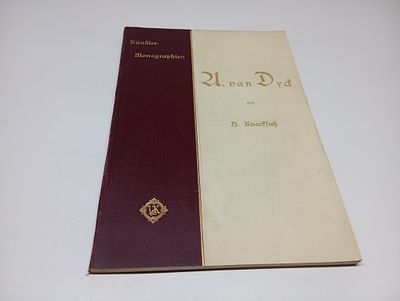 Künstler-
Monographien
A. van Dyck
von
H. Knackfuß